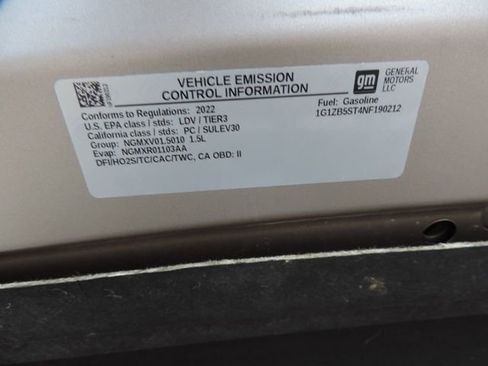 VEHICLE EMISSION
CONTROL INFORMATION
gm
GENERAL
MOTORS
LLC
Conforms to Regulations: 2022
U.S. EPA class / stds: LDV / TIER3
California class / stds: PC / SULEV30
Group: NGMXV01.5010 1.5L
Evap: NGMXR01103AA
DFI/HO2S/TC/CAC/TWC, CA OBD: II
Fuel: Gasoline
1G1ZB5ST4NF190212